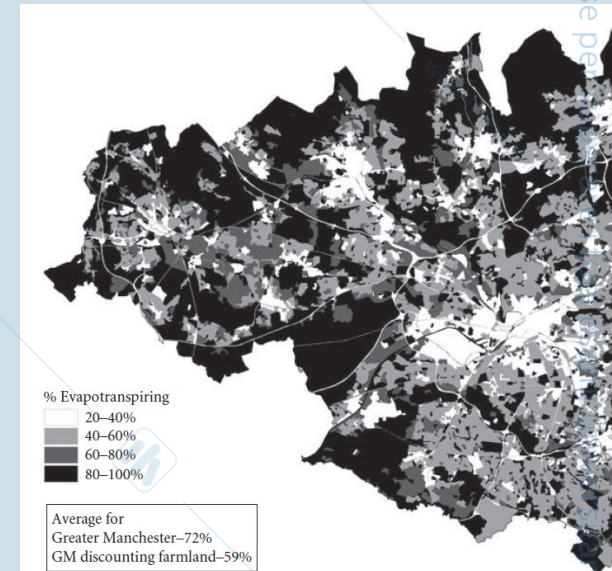 % Evapotranspiring
20–40%
40–60%
60–80%
80–100%
Average for
Greater Manchester–72%
GM discounting farmland–59%